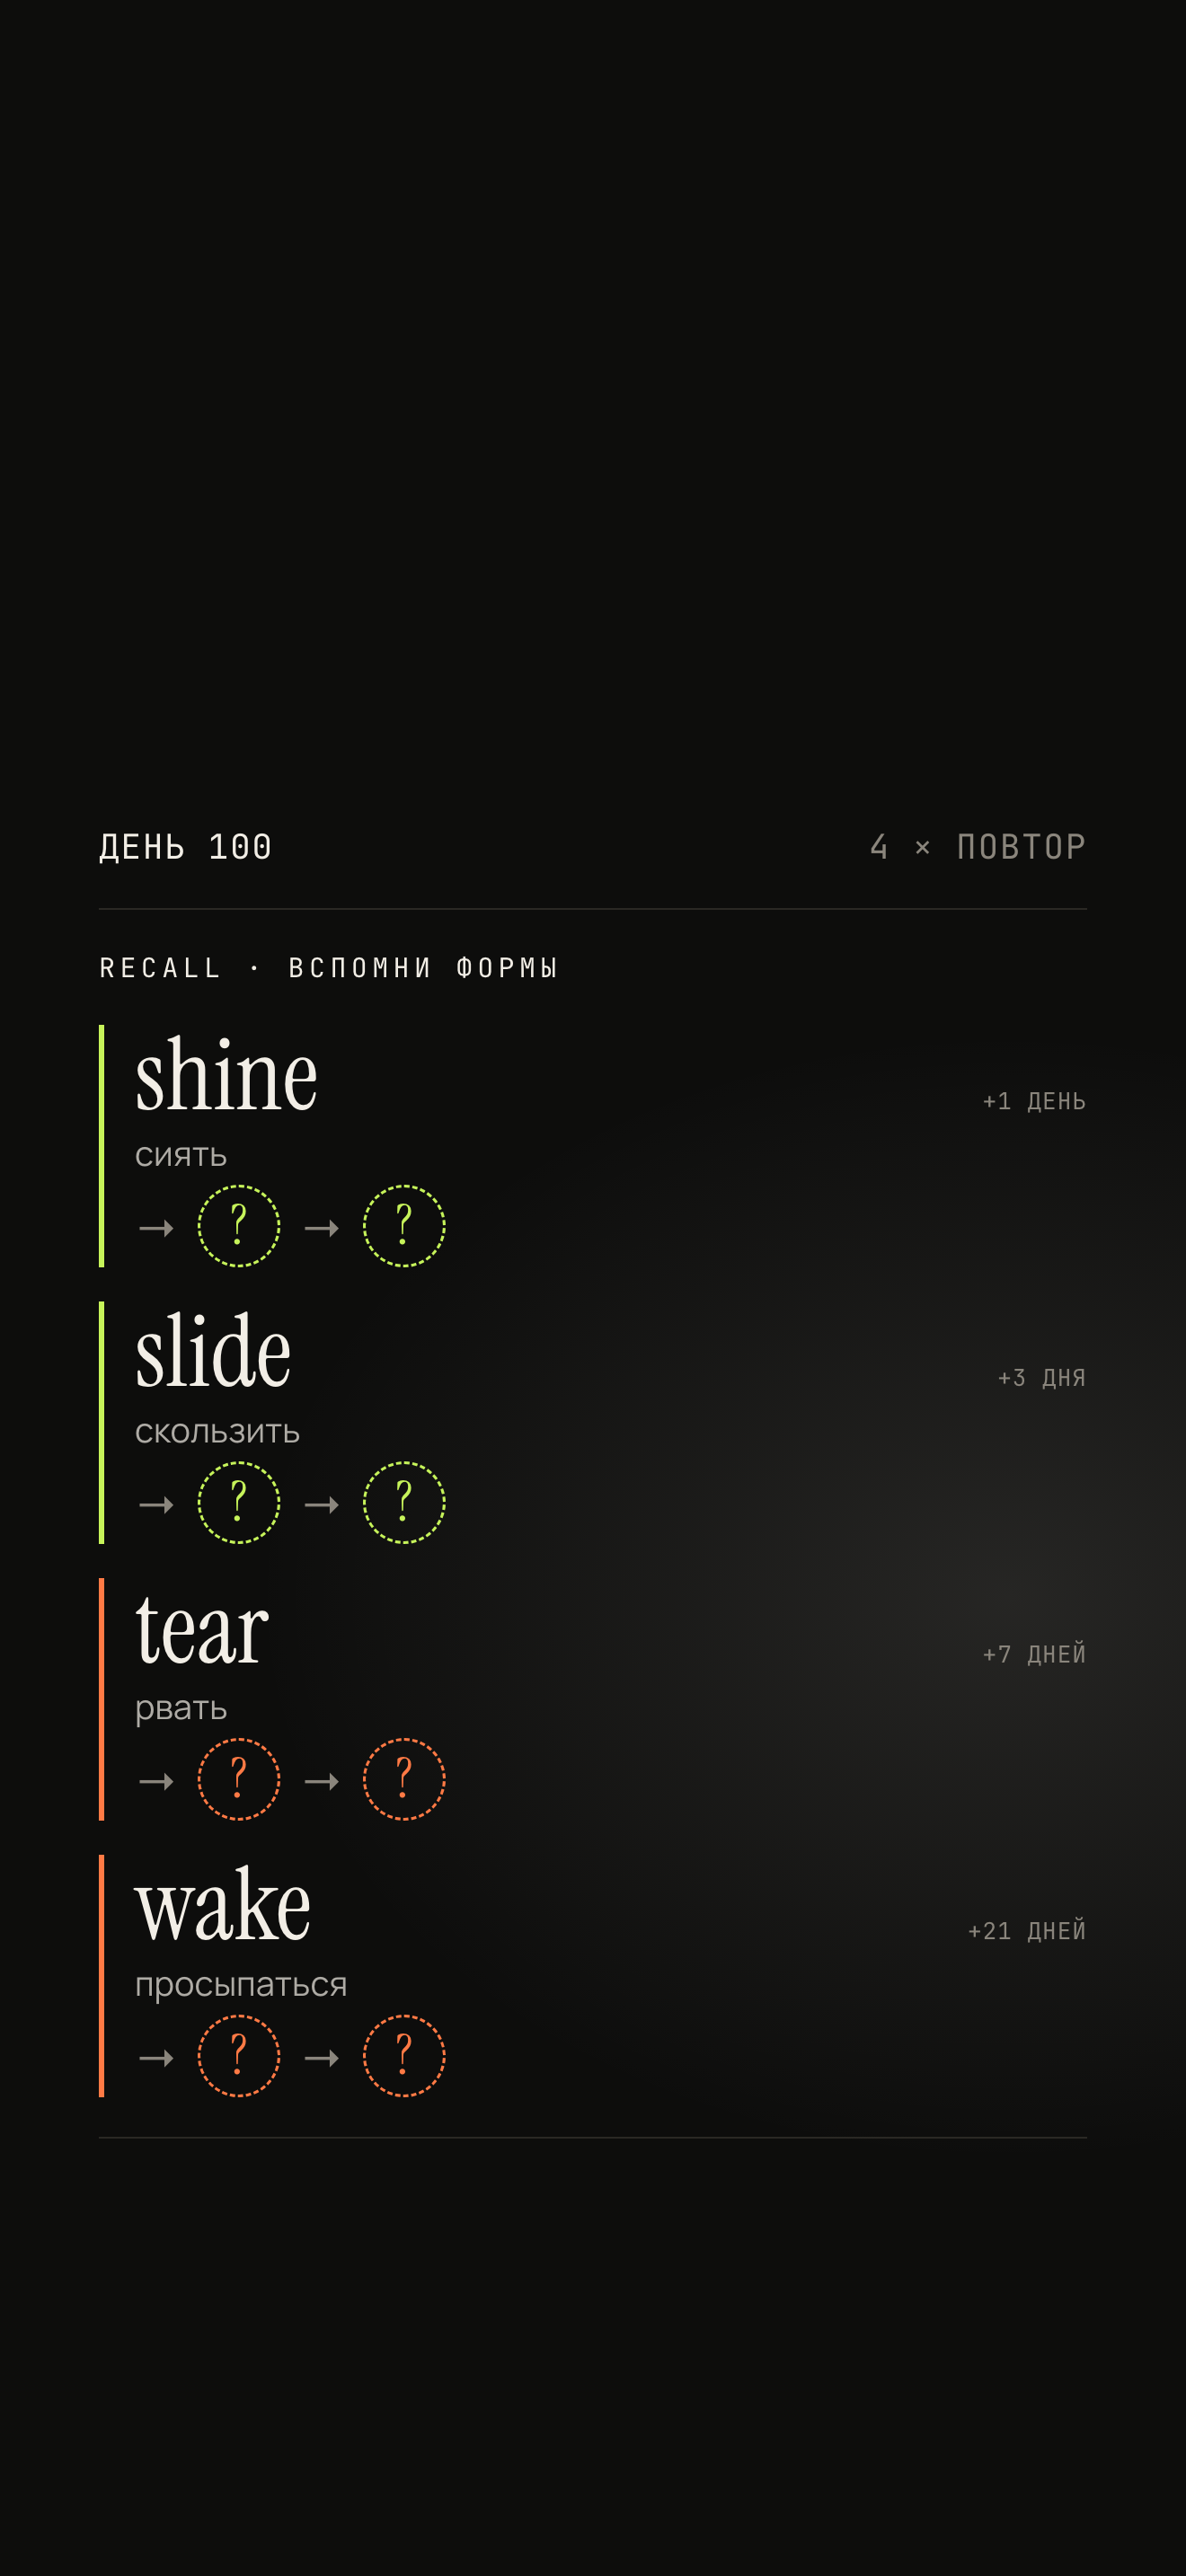 ДЕНЬ 100
4 × ПОВТОР
RECALL · ВСПОМНИ ФОРМЫ
shine
+1 ДЕНЬ
сиять
→ ? → ?
slide
+3 ДНЯ
скользить
→ ? → ?
tear
+7 ДНЕЙ
рвать
→ ? → ?
wake
+21 ДНЕЙ
просыпаться
→ ? → ?